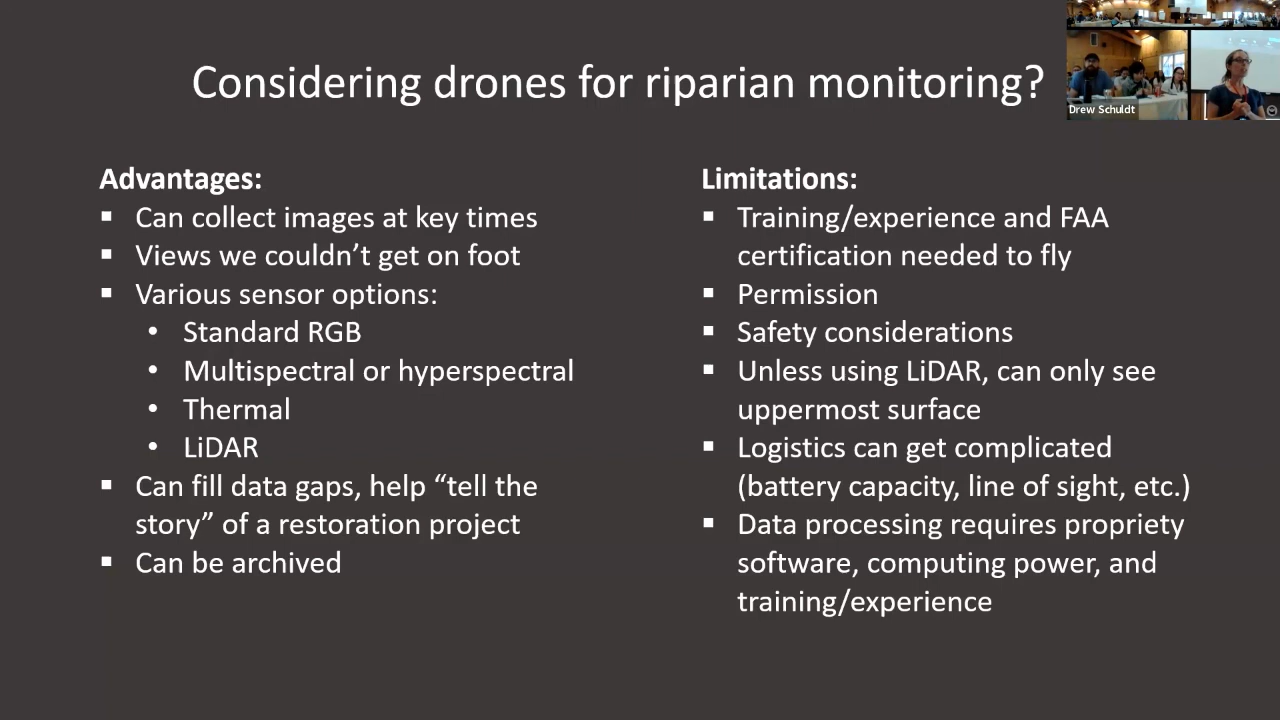 Considering drones for riparian monitoring?
Drew Schuldt
Advantages:
▪ Can collect images at key times
▪ Views we couldn’t get on foot
▪ Various sensor options:
• Standard RGB
• Multispectral or hyperspectral
• Thermal
• LiDAR
▪ Can fill data gaps, help “tell the
story” of a restoration project
▪ Can be archived
Limitations:
▪ Training/experience and FAA
certification needed to fly
▪ Permission
▪ Safety considerations
▪ Unless using LiDAR, can only see
uppermost surface
▪ Logistics can get complicated
(battery capacity, line of sight, etc.)
▪ Data processing requires propriety
software, computing power, and
training/experience